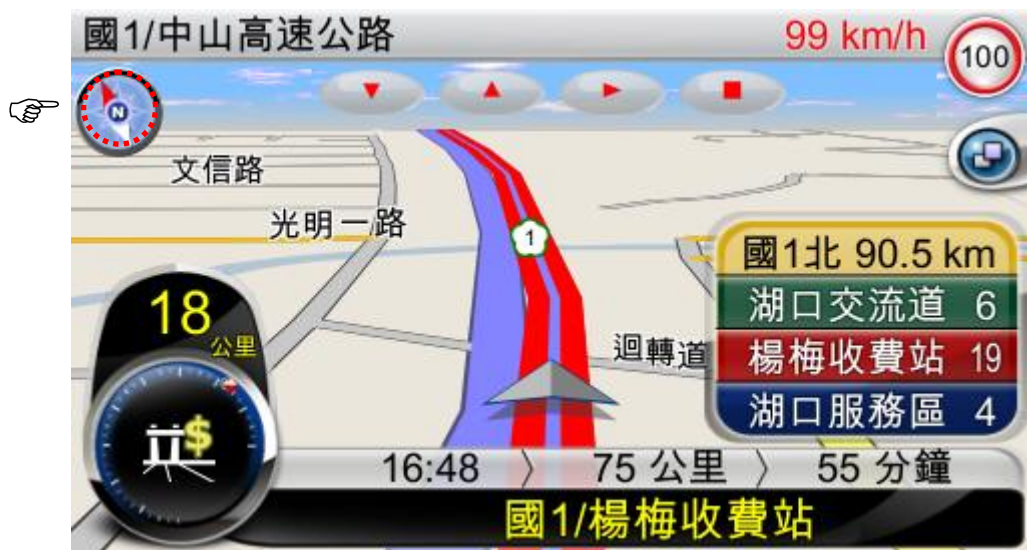 國1/中山高速公路
99 km/h
100
N
文信路
光明一路
1
國1北 90.5 km
湖口交流道 6
楊梅收費站 19
湖口服務區 4
18
公里
迴轉道
$
16:48 〉 75 公里 〉 55 分鐘
國1/楊梅收費站